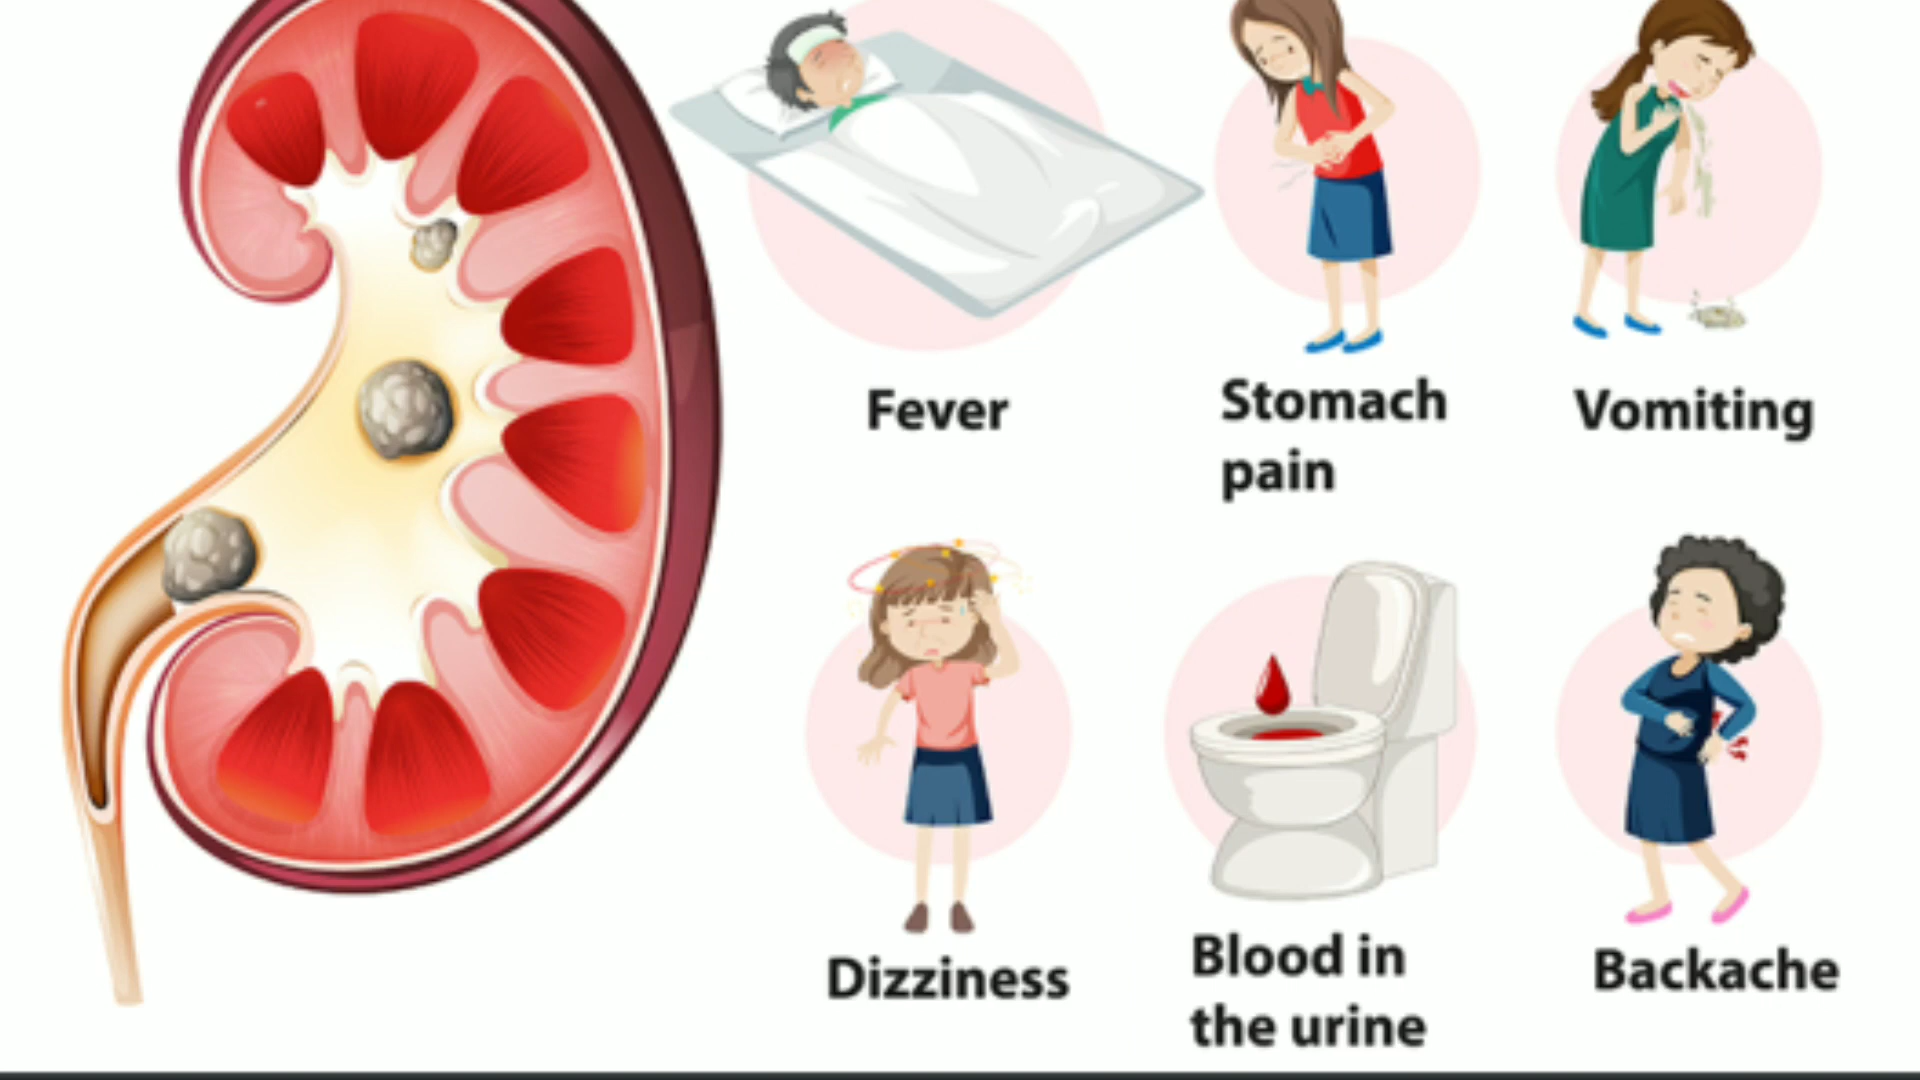 Fever
Stomach
pain
Vomiting
Dizziness
Blood in
the urine
Backache